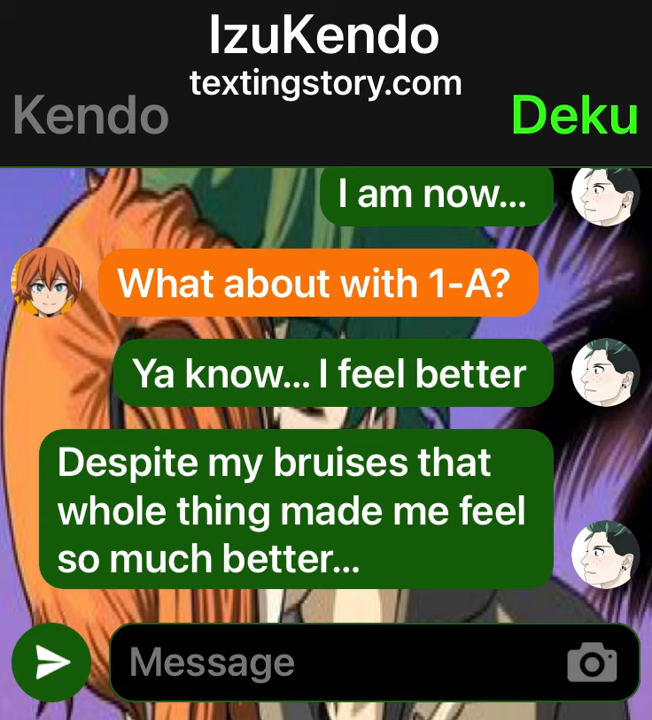 IzuKendo
textingstory.com
Kendo
Deku
I am now...
What about with 1-A?
Ya know... I feel better
Despite my bruises that
whole thing made me feel
so much better...
Message